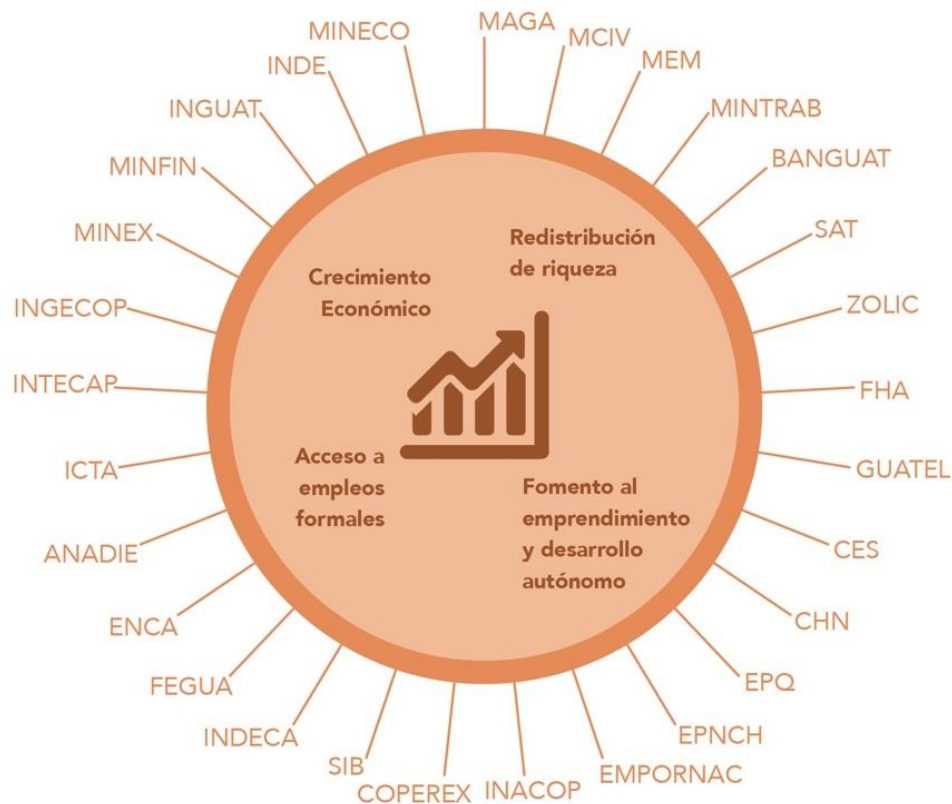 MAGA
MCIV
MEM
MINTRAB
BANGUAT
SAT
ZOLIC
FHA
GUATEL
CES
CHN
EPQ
EPNCH
EMPORNAC
INACOP
COPEREX
SIB
INDECA
FEGUA
ENCA
ANADIE
ICTA
INTECAP
INGECOP
MINEX
MINFIN
INGUAT
INDE
MINECO
Crecimiento
Económico
Redistribución
de riqueza
Acceso a
empleos
formales
Fomento al
emprendimiento
y desarrollo
autónomo